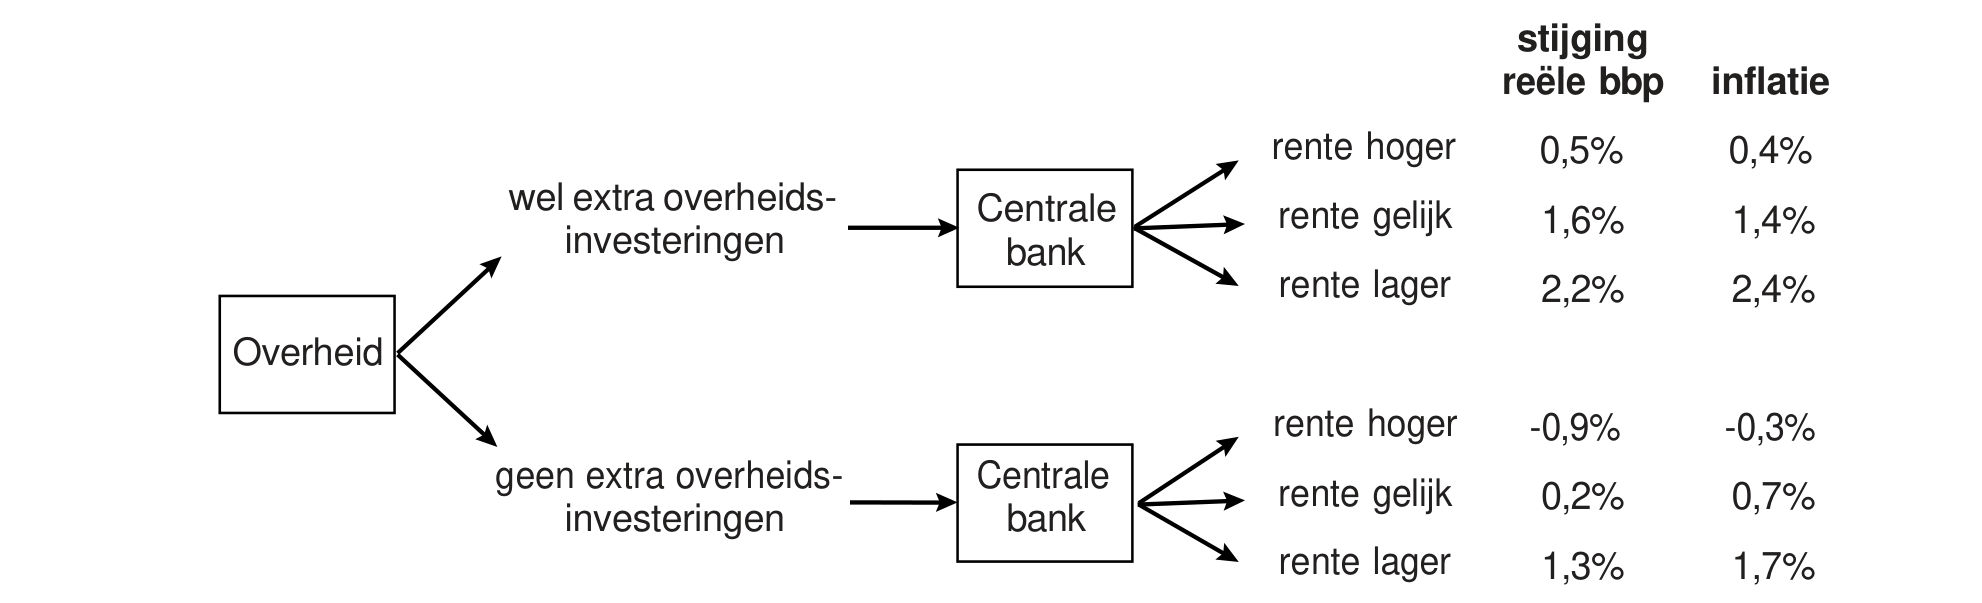 stijging
reële bbp inflatie
rente hoger 0,5% 0,4%
wel extra overheids-
investeringen
Centrale
bank
rente gelijk 1,6% 1,4%
rente lager 2,2% 2,4%
Overheid
rente hoger -0,9% -0,3%
geen extra overheids-
investeringen
Centrale
bank
rente gelijk 0,2% 0,7%
rente lager 1,3% 1,7%